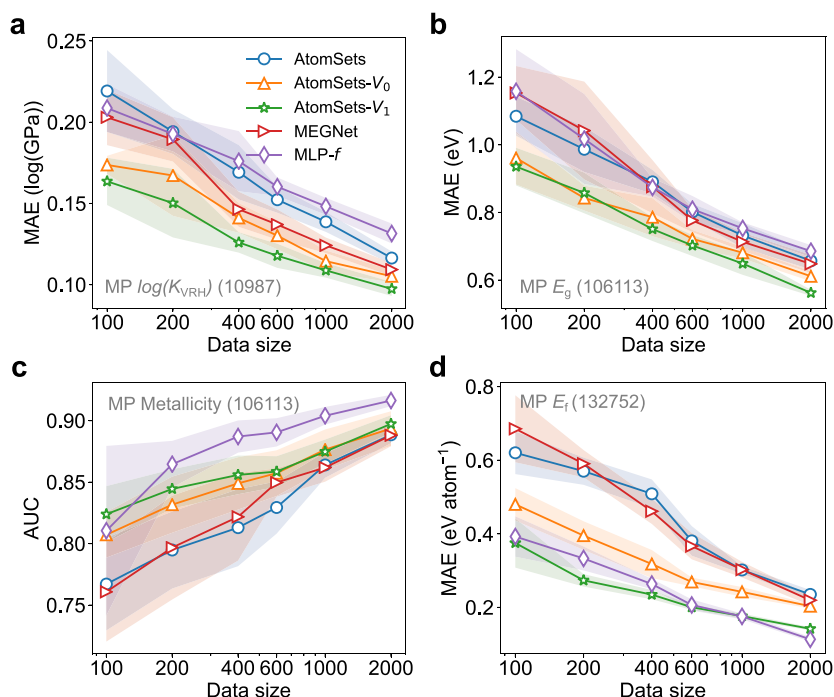 a
0.25
0.20
0.15
0.10
MAE (log(GPa))
AtomSets
AtomSets-V₀
AtomSets-V₁
MEGNet
MLP-f
MP log(K_VRH) (10987)
100 200 400 600 1000 2000
Data size
b
1.2
1.0
0.8
0.6
MAE (eV)
MP E_g (106113)
100 200 400 600 1000 2000
Data size
c
0.90
0.85
0.80
0.75
AUC
MP Metallicity (106113)
100 200 400 600 1000 2000
Data size
d
0.8
0.6
0.4
0.2
MAE (eV atom⁻¹)
MP E_f (132752)
100 200 400 600 1000 2000
Data size